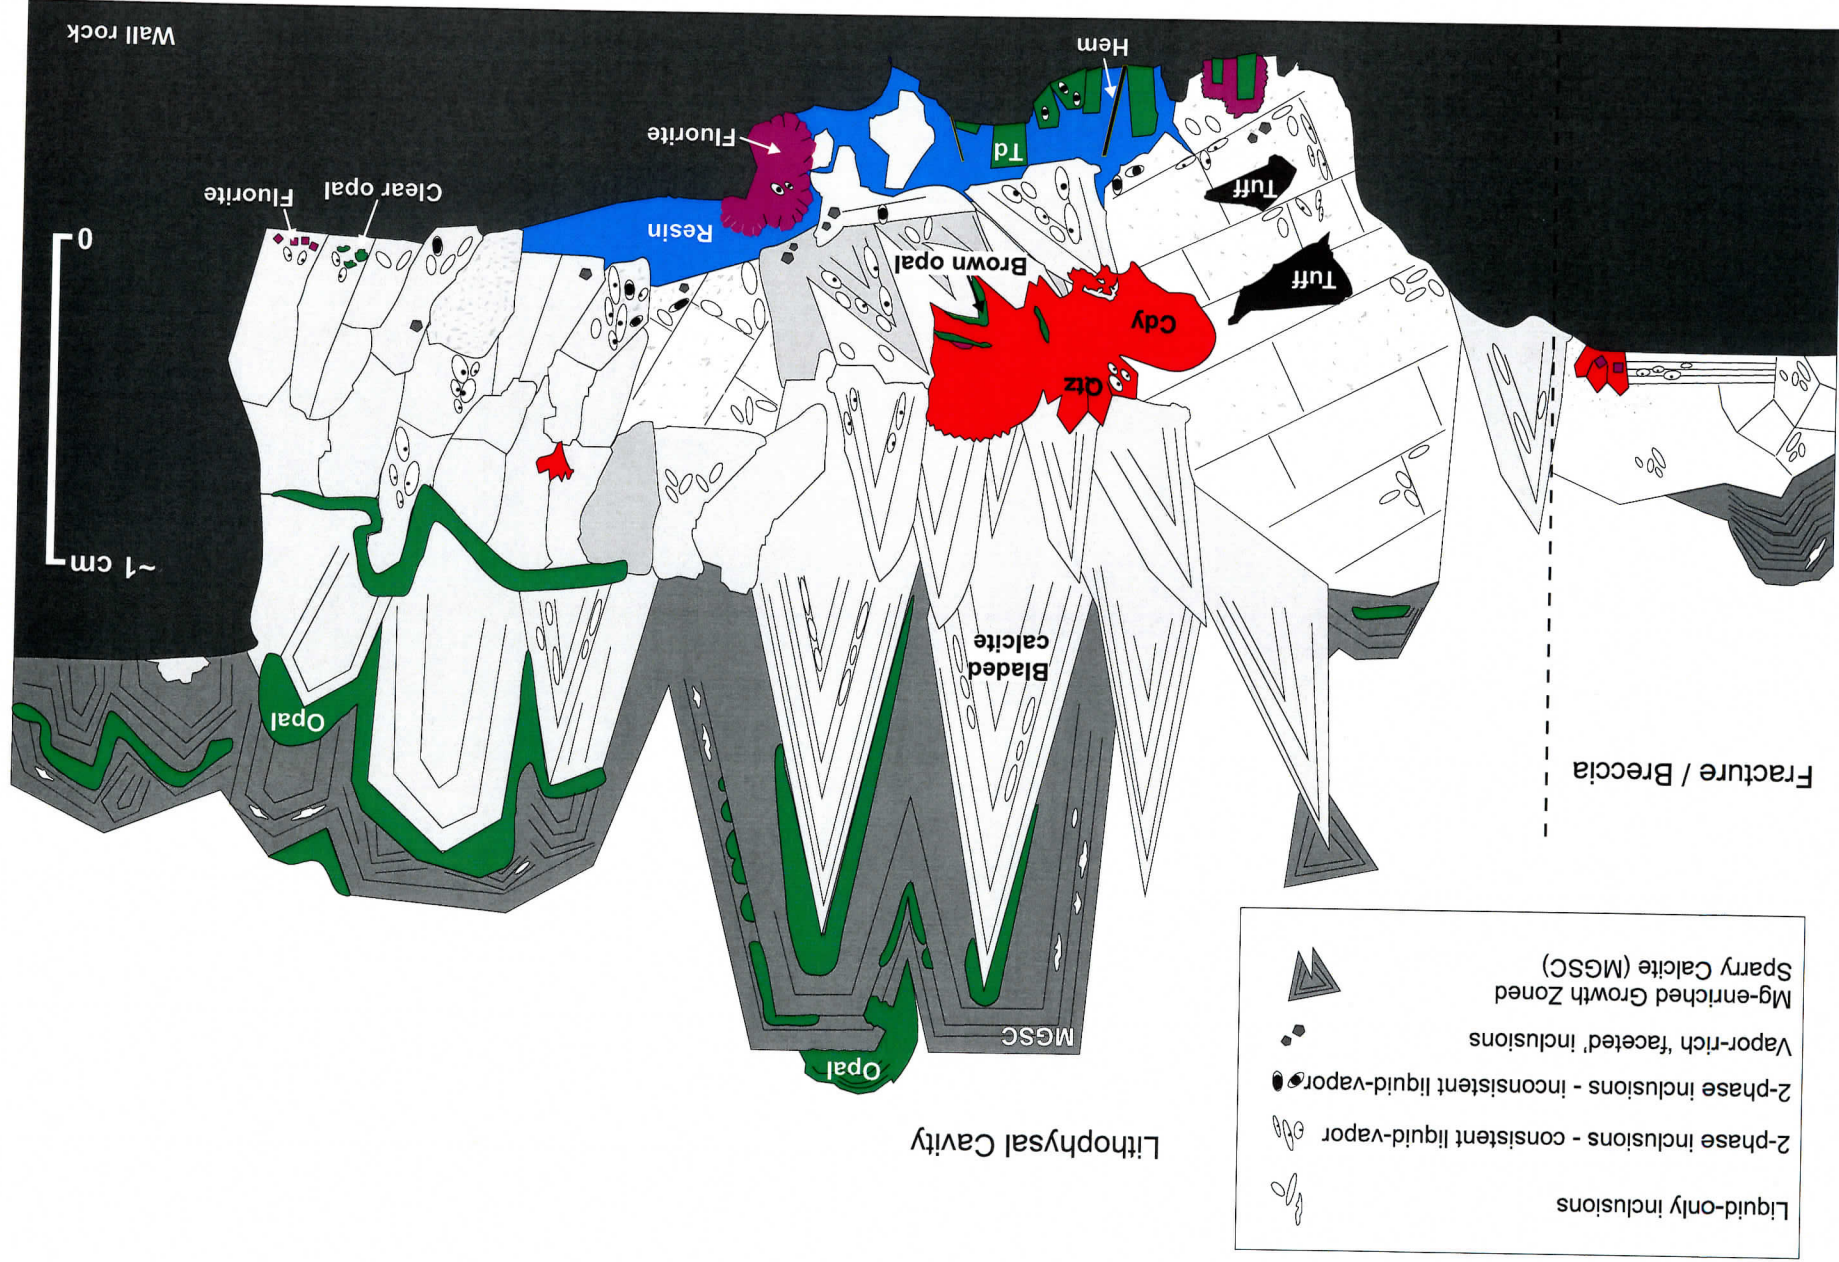 Liquid-only inclusions
2-phase inclusions - consistent liquid-vapor
2-phase inclusions - inconsistent liquid-vapor
Vapor-rich 'faceted' inclusions
Mg-enriched Growth Zoned
Sparry Calcite (MGSC)
Lithophysal Cavity
Opal
MGSC
Fracture / Breccia
Opal
Bladed
calcite
~1 cm
Qtz
Cdy
Tuff
Brown opal
0
Resin
Clear opal
Fluorite
Tuff
Td
Fluorite
Hem
Wall rock